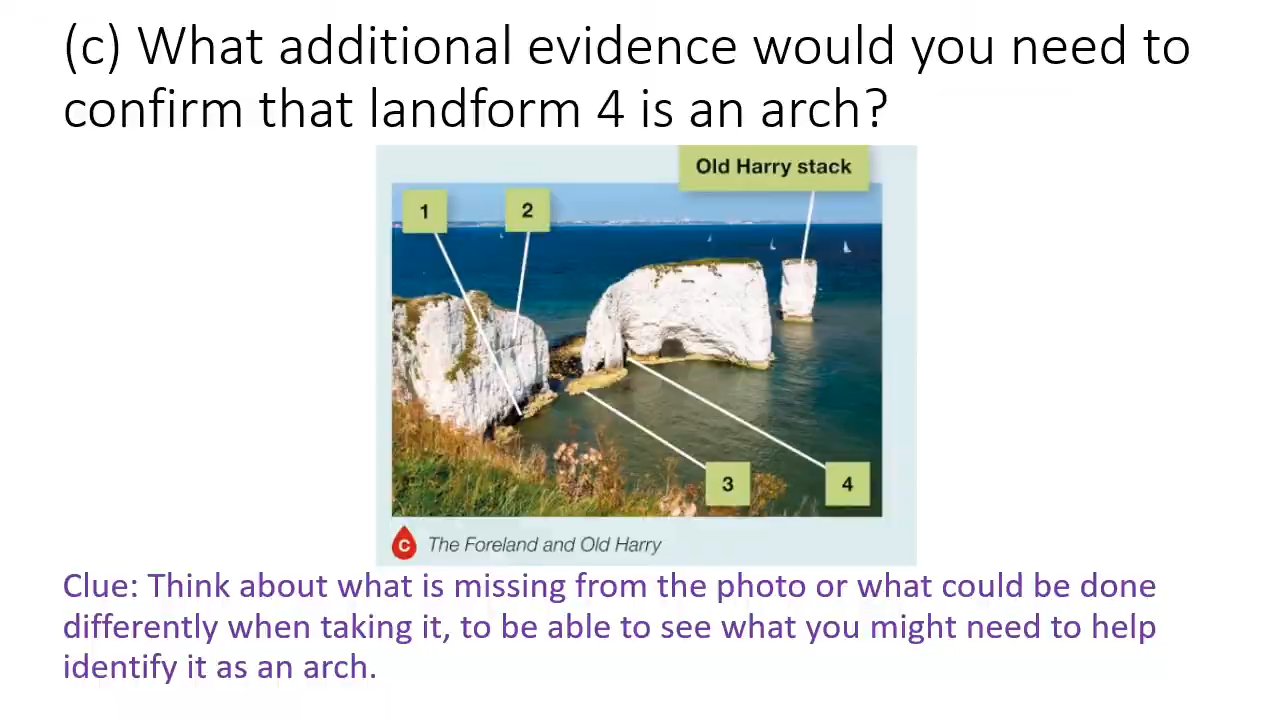 (c) What additional evidence would you need to
confirm that landform 4 is an arch?
Old Harry stack
1
2
3
4
C
The Foreland and Old Harry
Clue: Think about what is missing from the photo or what could be done
differently when taking it, to be able to see what you might need to help
identify it as an arch.